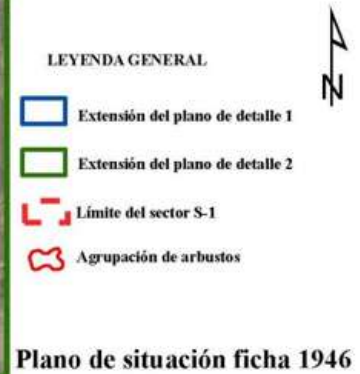 N
LEYENDA GENERAL
Extensión del plano de detalle 1
Extensión del plano de detalle 2
Límite del sector S-1
Agrupación de arbustos
Plano de situación ficha 1946